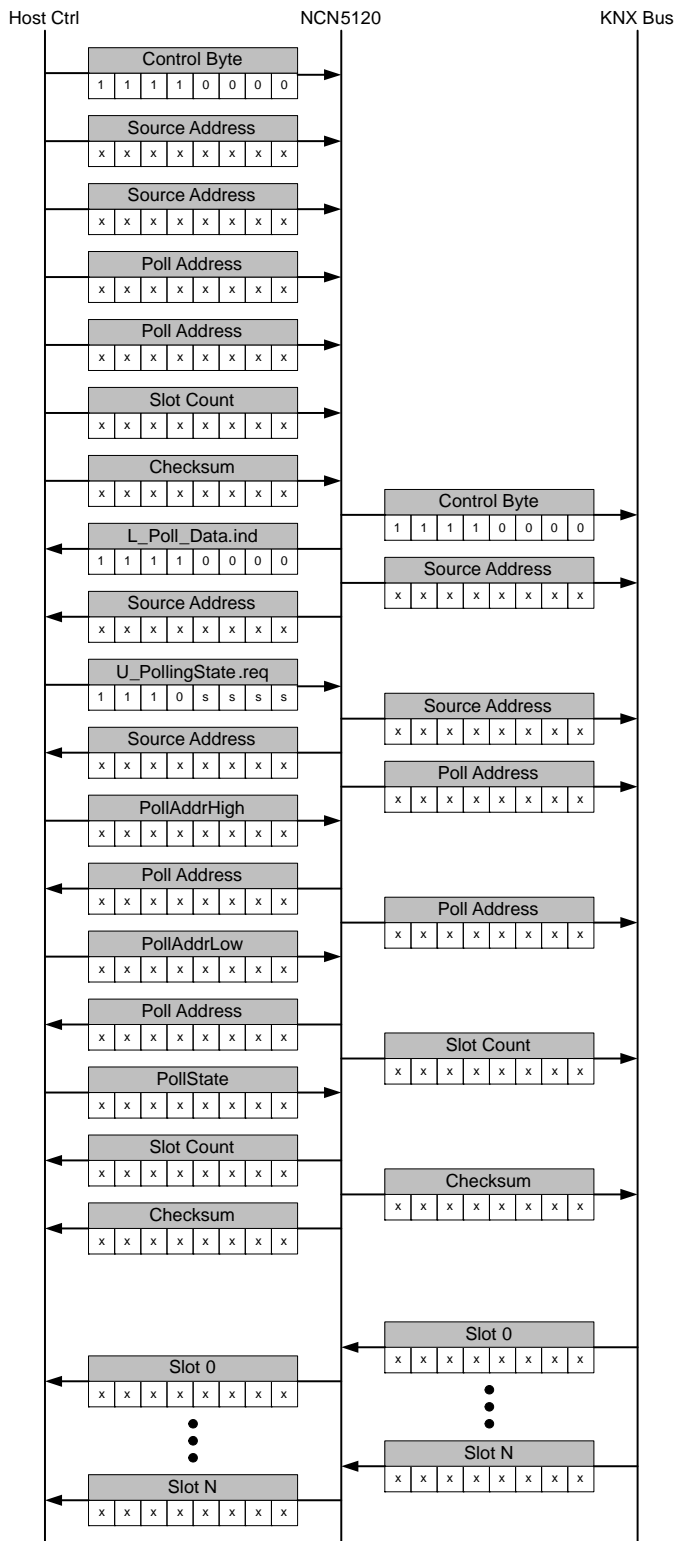 Host Ctrl NCN5120 KNX Bus
Control Byte
1 1 1 1 0 0 0 0
Source Address
x x x x x x x x
Source Address
x x x x x x x x
Poll Address
x x x x x x x x
Poll Address
x x x x x x x x
Slot Count
x x x x x x x x
Checksum
x x x x x x x x
Control Byte
1 1 1 1 0 0 0 0
L_Poll_Data.ind
1 1 1 1 0 0 0 0
Source Address
x x x x x x x x
Source Address
x x x x x x x x
U_PollingState.req
1 1 1 0 s s s s
Source Address
x x x x x x x x
Source Address
x x x x x x x x
Poll Address
x x x x x x x x
PollAddrHigh
x x x x x x x x
Poll Address
x x x x x x x x
Poll Address
x x x x x x x x
PollAddrLow
x x x x x x x x
Poll Address
x x x x x x x x
Slot Count
x x x x x x x x
PollState
x x x x x x x x
Slot Count
x x x x x x x x
Checksum
x x x x x x x x
Checksum
x x x x x x x x
Slot 0
x x x x x x x x
Slot 0
x x x x x x x x
Slot N
x x x x x x x x
Slot N
x x x x x x x x